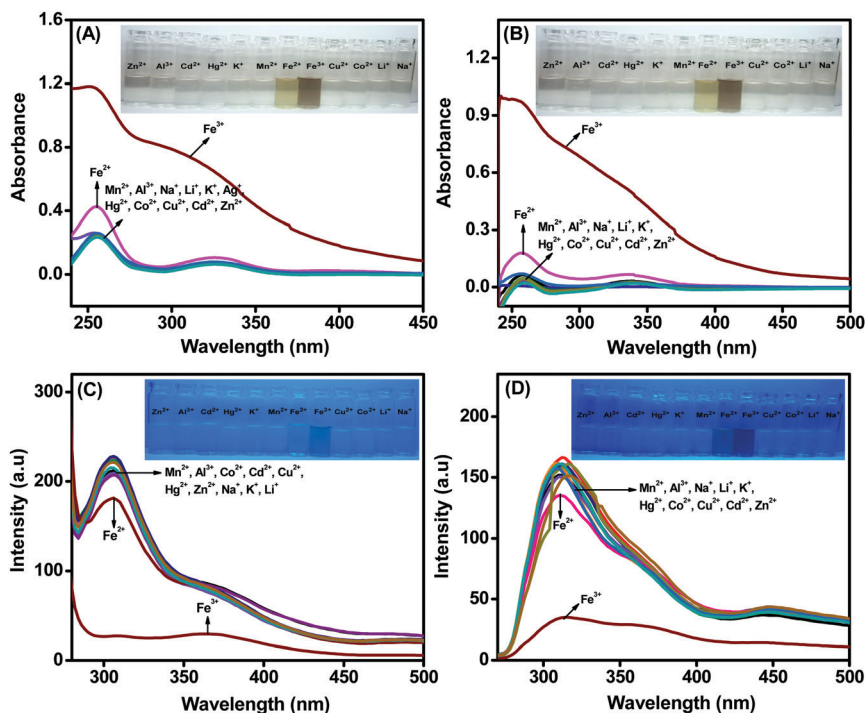 (A)
Zn²⁺ Al³⁺ Cd²⁺ Hg²⁺ K⁺ Mn²⁺ Fe²⁺ Fe³⁺ Cu²⁺ Co²⁺ Li⁺ Na⁺
Fe³⁺
Fe²⁺
Mn²⁺, Al³⁺, Na⁺, Li⁺, K⁺, Ag⁺,
Hg²⁺, Co²⁺, Cu²⁺, Cd²⁺, Zn²⁺
Absorbance
1.6
1.2
0.8
0.4
0.0
250 300 350 400 450
Wavelength (nm)
(B)
Zn²⁺ Al³⁺ Cd²⁺ Hg²⁺ K⁺ Mn²⁺ Fe²⁺ Fe³⁺ Cu²⁺ Co²⁺ Li⁺ Na⁺
Fe³⁺
Fe²⁺
Mn²⁺, Al³⁺, Na⁺, Li⁺, K⁺,
Hg²⁺, Co²⁺, Cu²⁺, Cd²⁺, Zn²⁺
Absorbance
1.2
0.9
0.6
0.3
0.0
250 300 350 400 450 500
Wavelength (nm)
(C)
Zn²⁺ Al³⁺ Cd²⁺ Hg²⁺ K⁺ Mn²⁺ Fe²⁺ Fe³⁺ Cu²⁺ Co²⁺ Li⁺ Na⁺
Mn²⁺, Al³⁺, Co²⁺, Cd²⁺, Cu²⁺,
Hg²⁺, Zn²⁺, Na⁺, K⁺, Li⁺
Fe²⁺
Fe³⁺
Intensity (a.u)
300
200
100
0
300 350 400 450 500
Wavelength (nm)
(D)
Zn²⁺ Al³⁺ Cd²⁺ Hg²⁺ K⁺ Mn²⁺ Fe²⁺ Fe³⁺ Cu²⁺ Co²⁺ Li⁺ Na⁺
Mn²⁺, Al³⁺, Na⁺, Li⁺, K⁺,
Hg²⁺, Co²⁺, Cu²⁺, Cd²⁺, Zn²⁺
Fe²⁺
Fe³⁺
Intensity (a.u)
200
150
100
50
0
300 350 400 450 500
Wavelength (nm)